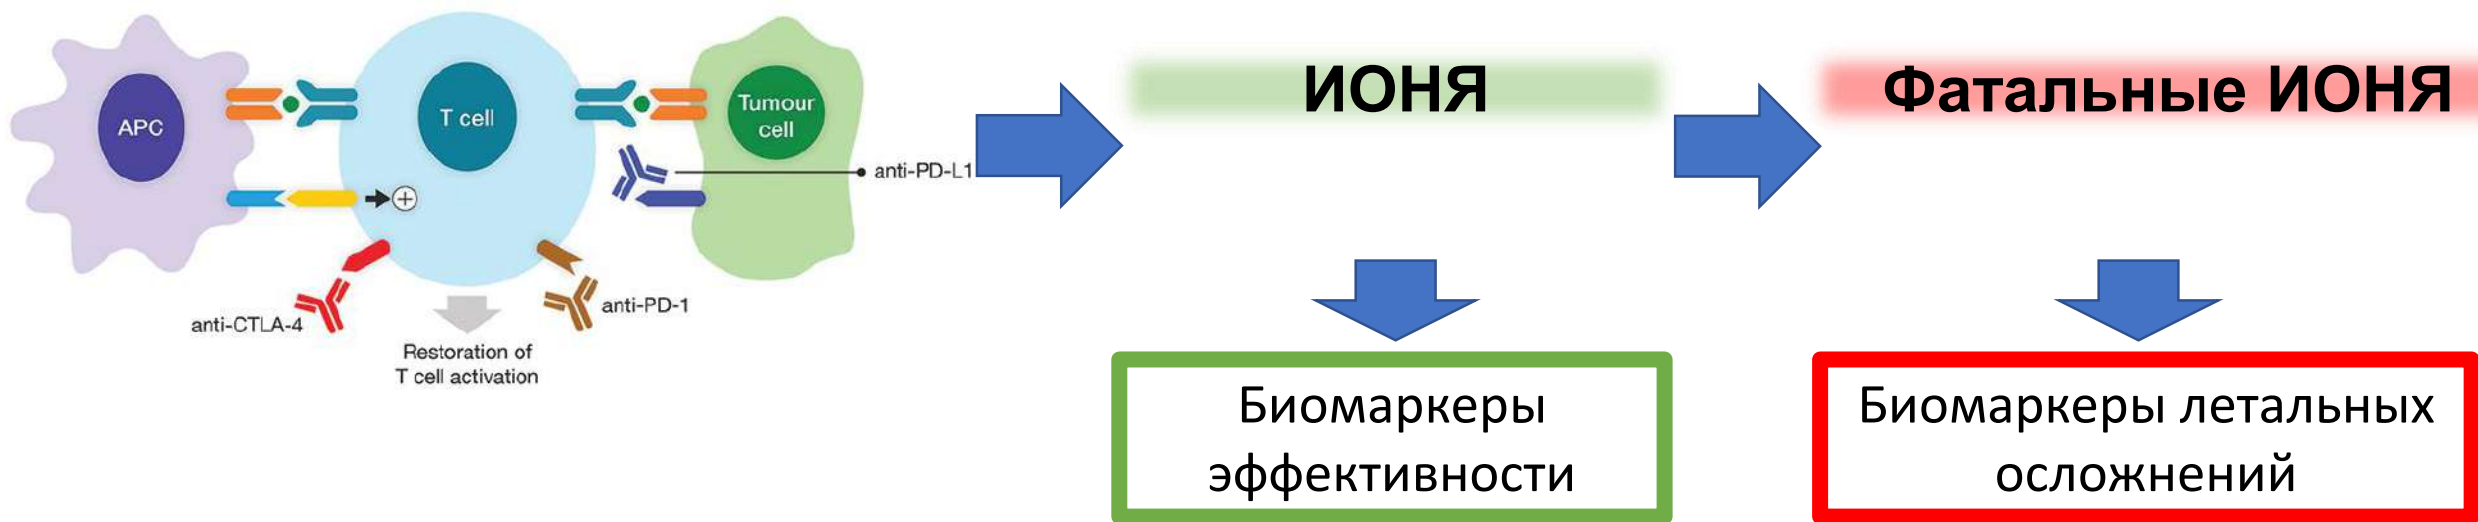 APC
T cell
Tumour
cell
anti-PD-L1
anti-CTLA-4
anti-PD-1
Restoration of
T cell activation
ИОНЯ
Фатальные ИОНЯ
Биомаркеры
эффективности
Биомаркеры летальных
осложнений